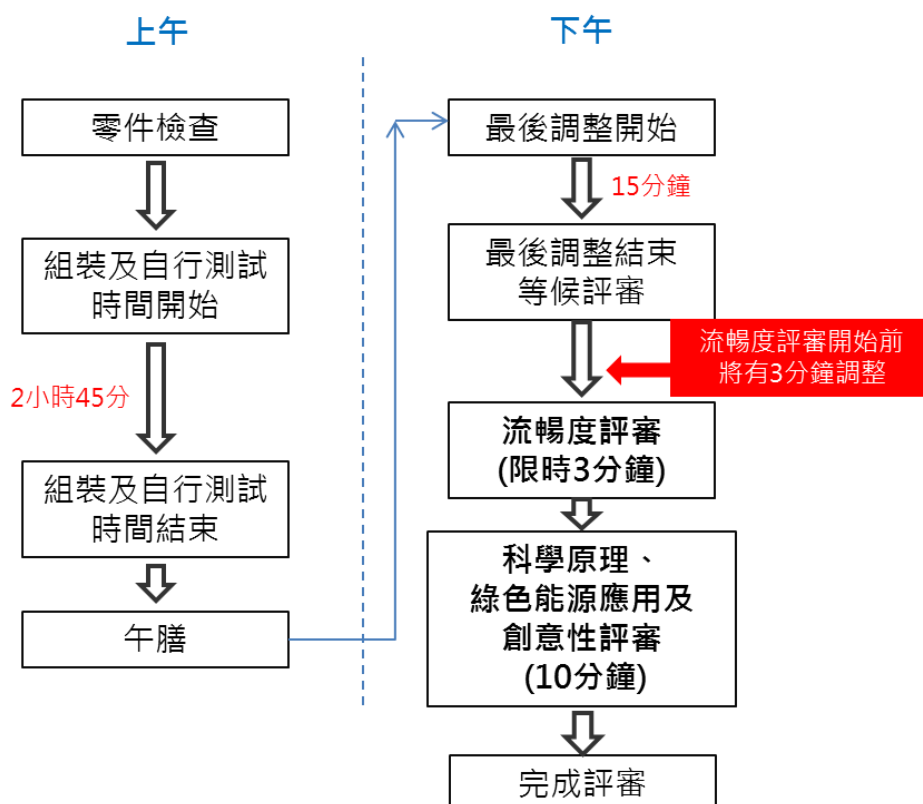 上午
零件檢查
組裝及自行測試
時間開始
2小時45分
組裝及自行測試
時間結束
午膳
下午
最後調整開始
15分鐘
最後調整結束
等候評審
流暢度評審開始前
將有3分鐘調整
流暢度評審
(限時3分鐘)
科學原理、
綠色能源應用及
創意性評審
(10分鐘)
完成評審